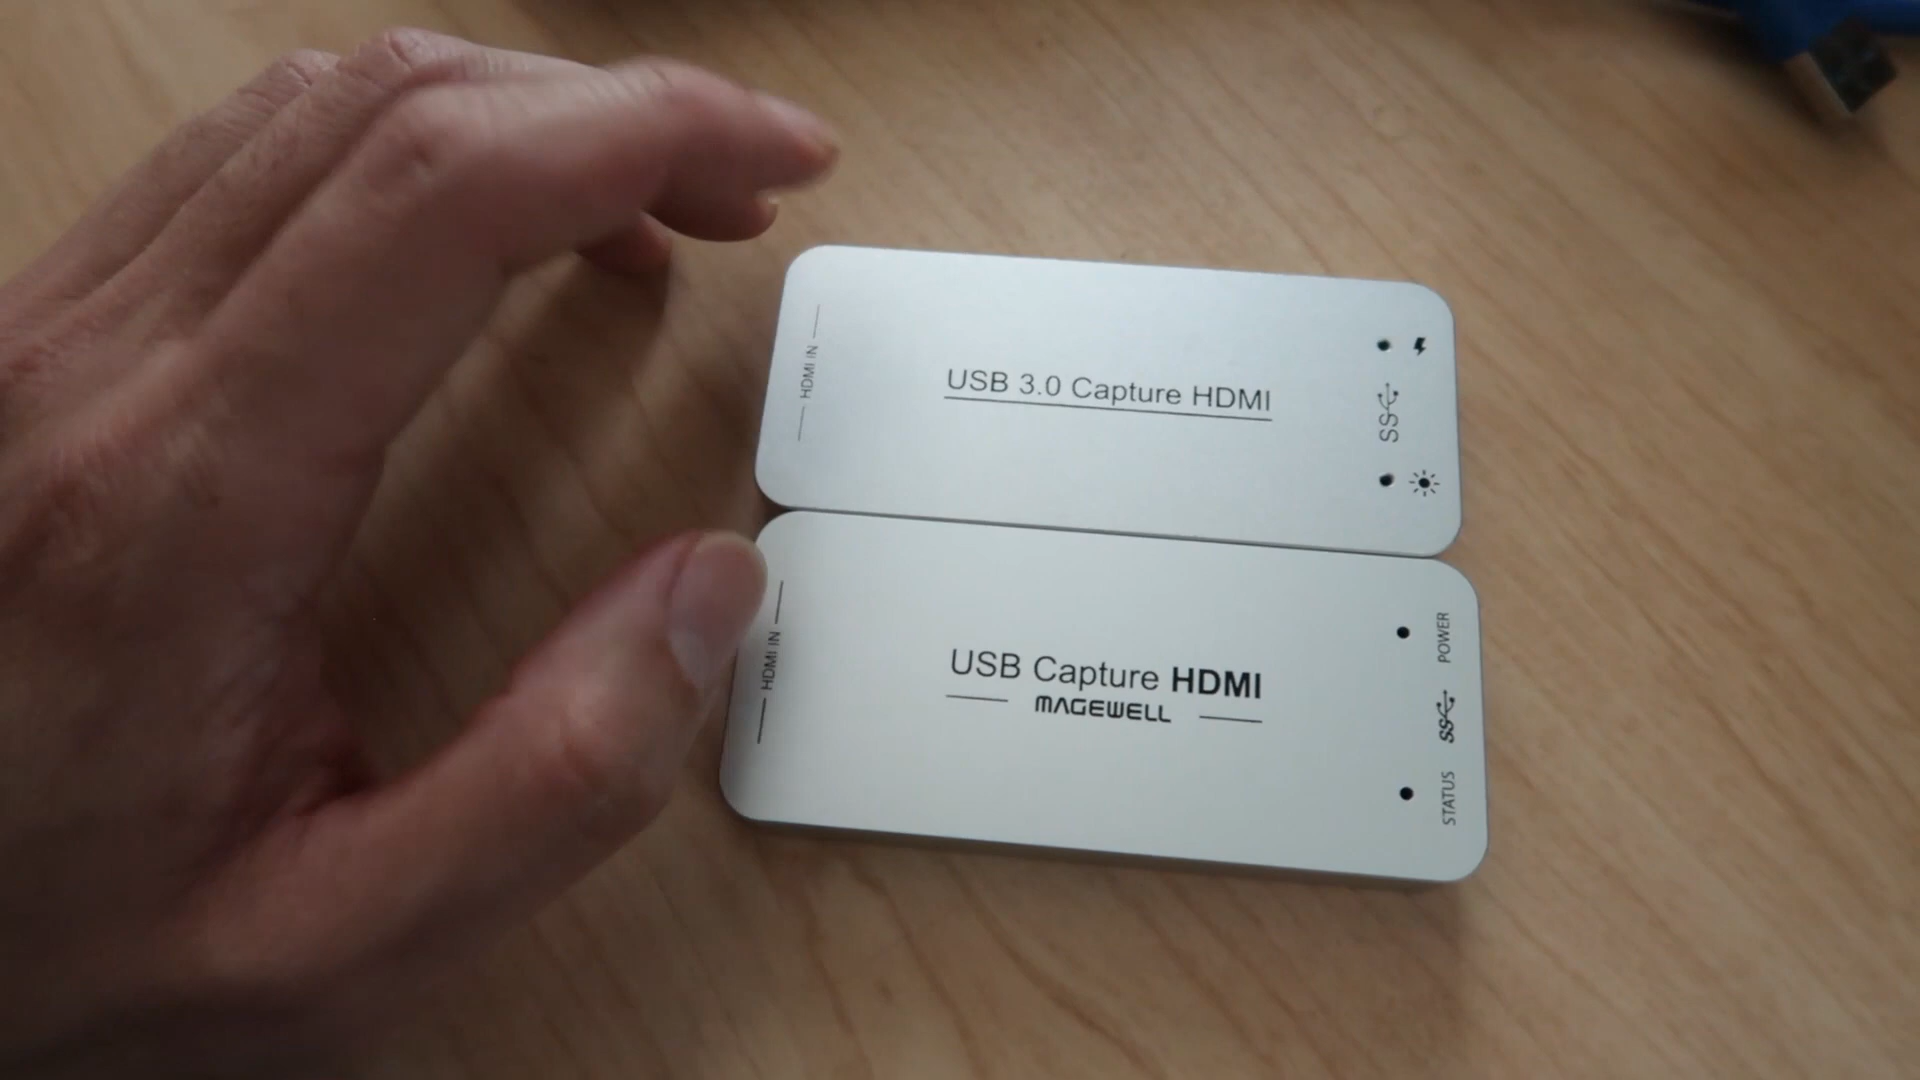 HDMI IN
USB 3.0 Capture HDMI
SS
HDMI IN
USB Capture HDMI
MAGEWELL
POWER
SS
STATUS